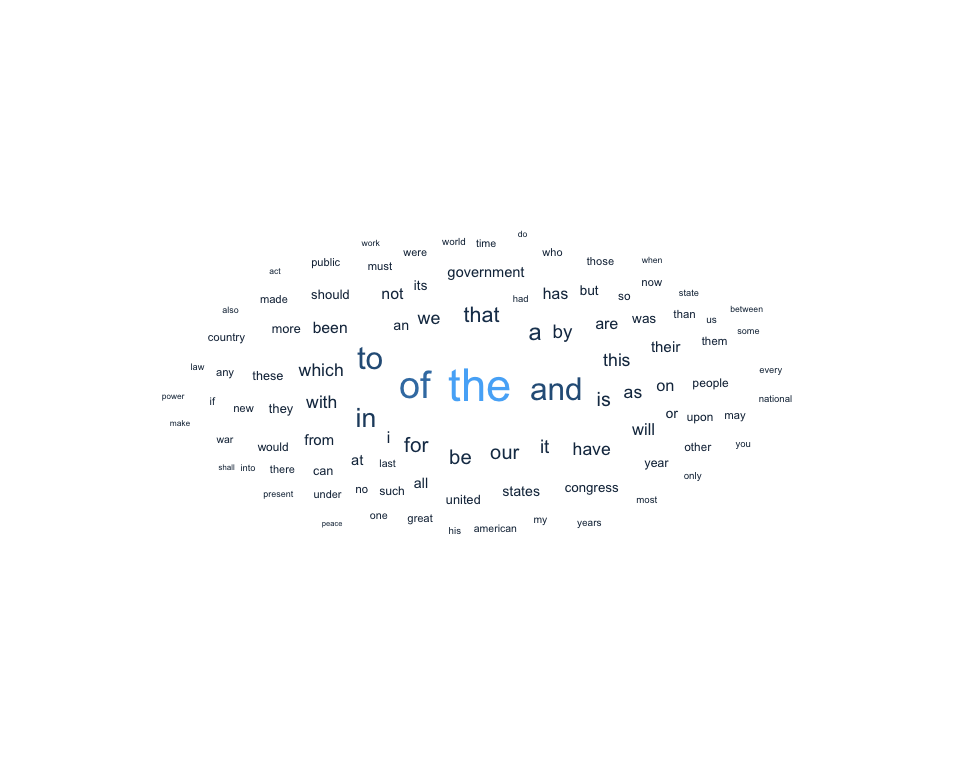 do
work were world time who
act public must government those when
made should not its had has but so now state
also more been an we that a by are was than us between
country to this their them some
law any these which of the and is as on people every
power if new they with in will or upon may national
make war would from i for be our it have other you
shall into there can at last year only
present under no such all united states congress most
peace one great his american my years